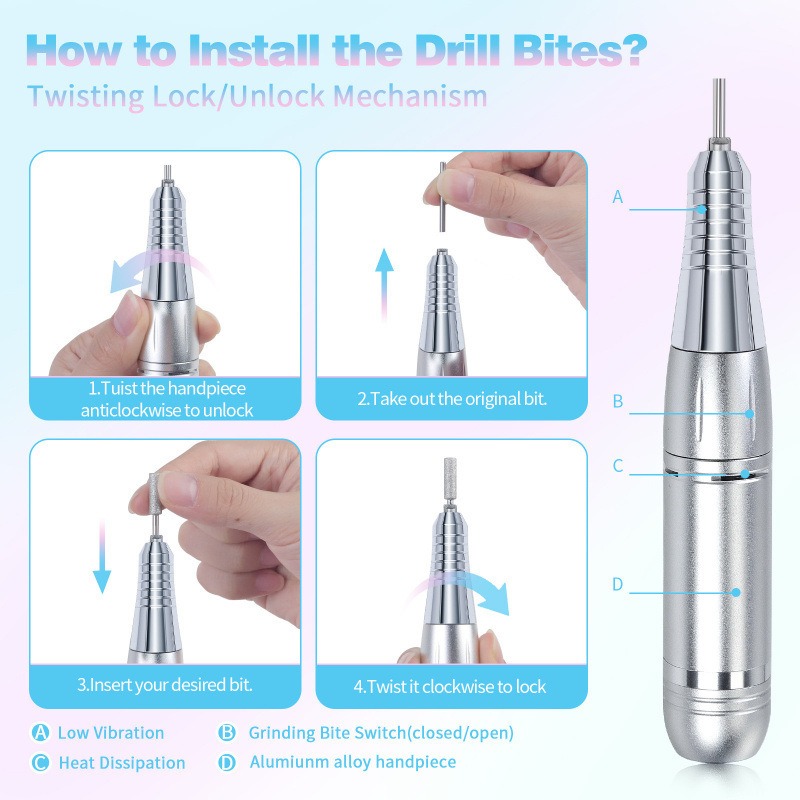 How to Install the Drill Bites?
Twisting Lock/Unlock Mechanism
A
B
C
D
1.Tuist the handpiece
anticlockwise to unlock
2.Take out the original bit.
3.Insert your desired bit.
4.Twist it clockwise to lock
A Low Vibration
B Grinding Bite Switch(closed/open)
C Heat Dissipation
D Alumiunm alloy handpiece